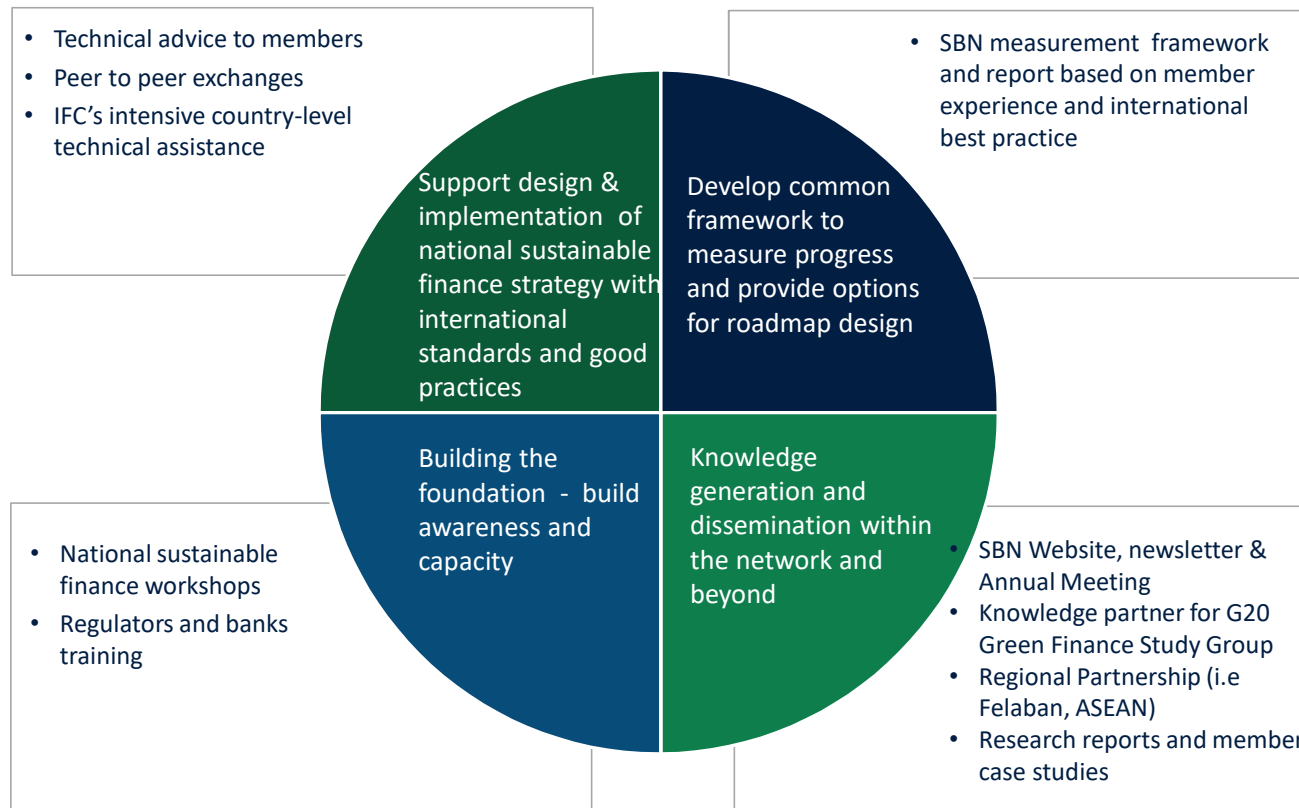 • Technical advice to members
• Peer to peer exchanges
• IFC's intensive country-level
technical assistance
• SBN measurement framework
and report based on member
experience and international
best practice
Support design &
implementation of
national sustainable
finance strategy with
international
standards and good
practices
Develop common
framework to
measure progress
and provide options
for roadmap design
Building the
foundation - build
awareness and
capacity
Knowledge
generation and
dissemination within
the network and
beyond
• National sustainable
finance workshops
• Regulators and banks
training
• SBN Website, newsletter &
Annual Meeting
• Knowledge partner for G20
Green Finance Study Group
• Regional Partnership (i.e
Felaban, ASEAN)
• Research reports and member
case studies